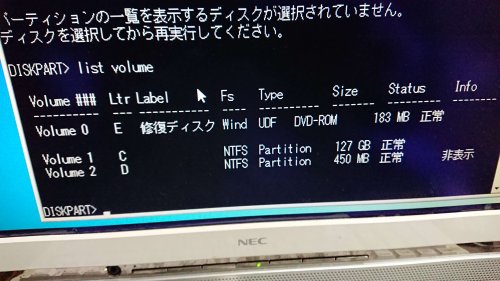 パーティションの一覧を表示するディスクが選択されていません。
ディスクを選択してから再実行してください。
DISKPART> list volume
Volume ### Ltr Label Fs Type Size Status Info
---------- --- ----------- ----- ---------- ------- --------- --------
Volume 0 E 修復ディスク Wind UDF DVD-ROM 183 MB 正常
Volume 1 C NTFS Partition 127 GB 正常
Volume 2 D NTFS Partition 450 MB 正常 非表示
DISKPART>
NEC